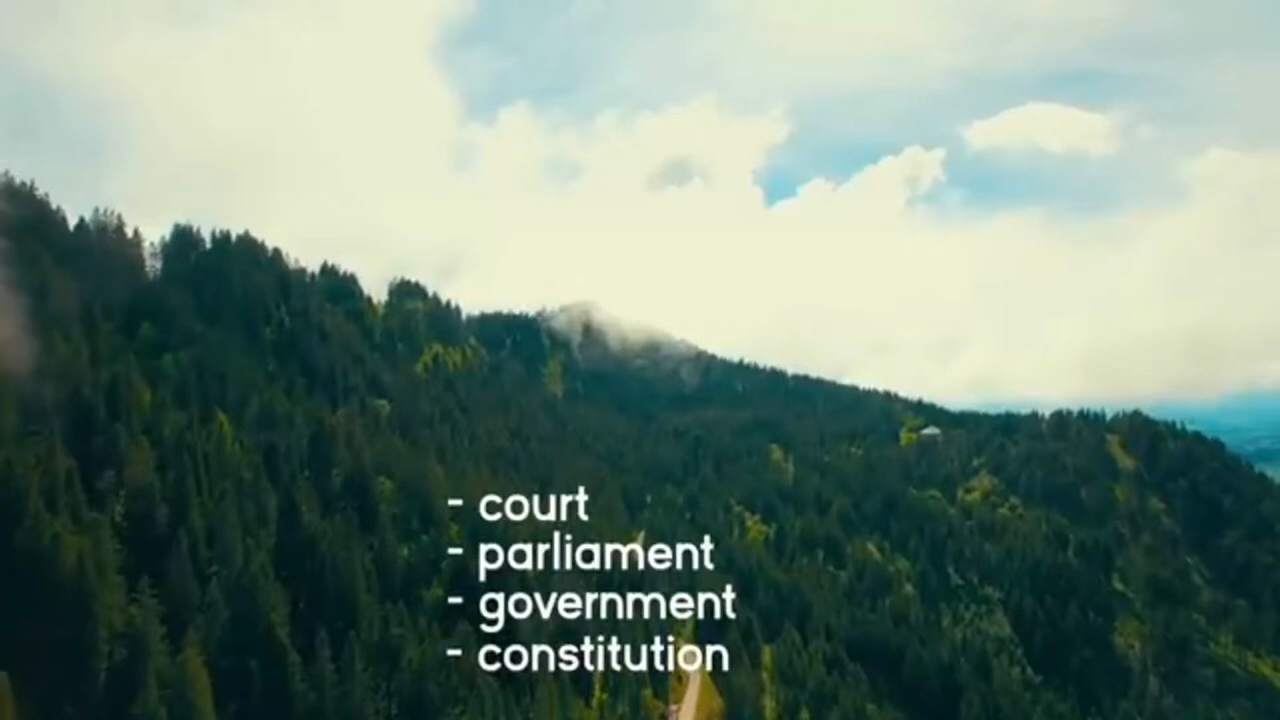 - court
- parliament
- government
- constitution